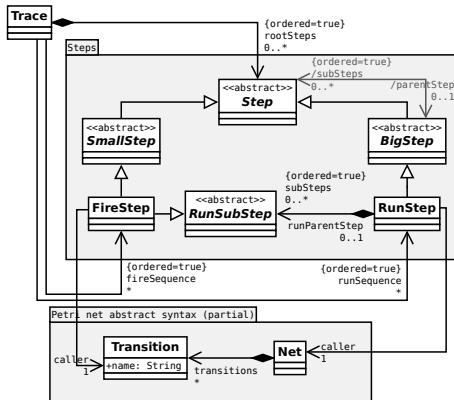 Trace
{ordered=true}
rootSteps
0..*
Steps
{ordered=true}
/subSteps
0..*
/parentStep
0..1
<<abstract>>
Step
<<abstract>>
SmallStep
<<abstract>>
BigStep
FireStep
<<abstract>>
RunSubStep
{ordered=true}
subSteps
0..*
runParentStep
0..1
RunStep
{ordered=true}
fireSequence
*
{ordered=true}
runSequence
*
Petri net abstract syntax (partial)
Transition
+name: String
caller
1
transitions
*
Net
caller
1